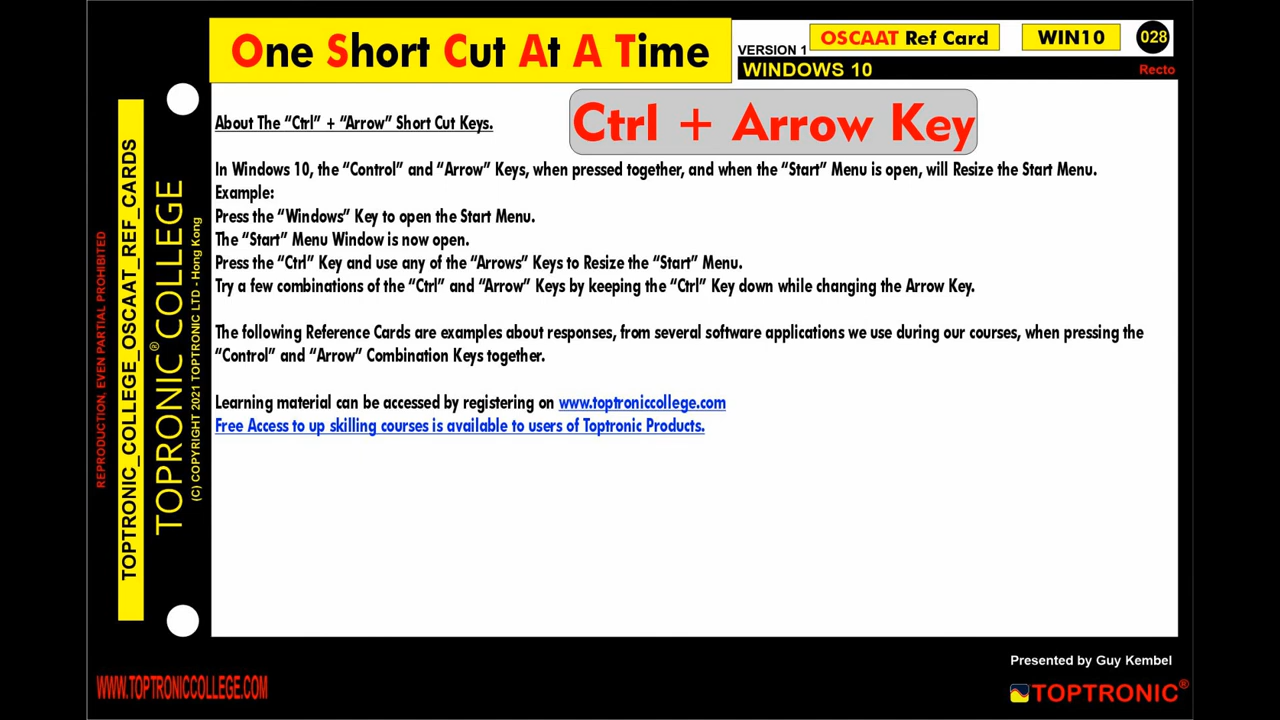 One Short Cut At A Time
VERSION 1
OSCAAT Ref Card
WIN10
028
WINDOWS 10
Recto
About The “Ctrl” + “Arrow” Short Cut Keys.
Ctrl + Arrow Key
In Windows 10, the “Control” and “Arrow” Keys, when pressed together, and when the “Start” Menu is open, will Resize the Start Menu.
Example:
Press the “Windows” Key to open the Start Menu.
The “Start” Menu Window is now open.
Press the “Ctrl” Key and use any of the “Arrows” Keys to Resize the “Start” Menu.
Try a few combinations of the “Ctrl” and “Arrow” Keys by keeping the “Ctrl” Key down while changing the Arrow Key.
The following Reference Cards are examples about responses, from several software applications we use during our courses, when pressing the
“Control” and “Arrow” Combination Keys together.
Learning material can be accessed by registering on www.toptroniccollege.com
Free Access to up skilling courses is available to users of Toptronic Products.
REPRODUCTION, EVEN PARTIAL PROHIBITED
TOPTRONIC_COLLEGE_OSCAAT_REF_CARDS
TOPRONIC® COLLEGE
(C) COPYRIGHT 2021 TOPTRONIC LTD - Hong Kong
Presented by Guy Kembel
WWW.TOPTRONICCOLLEGE.COM
TOPTRONIC®